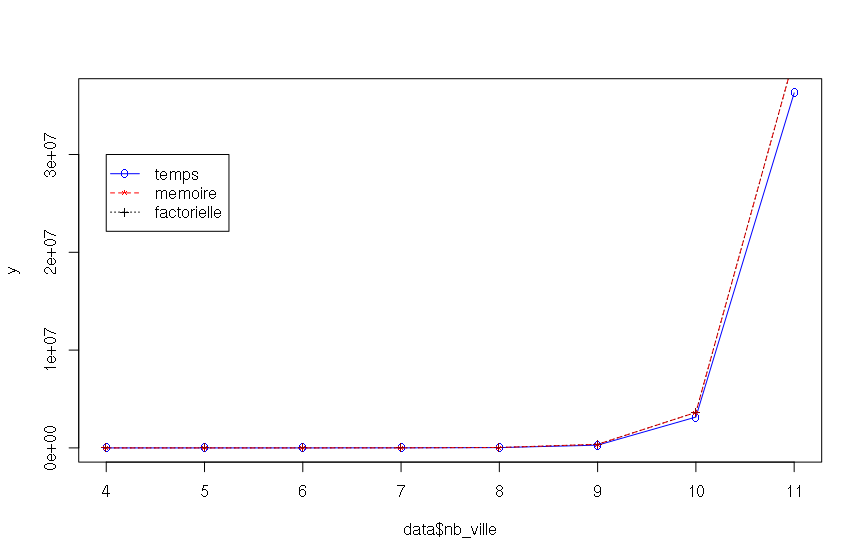 3e+07
2e+07
1e+07
0e+00
y
temps
memoire
factorielle
4 5 6 7 8 9 10 11
data$nb_ville